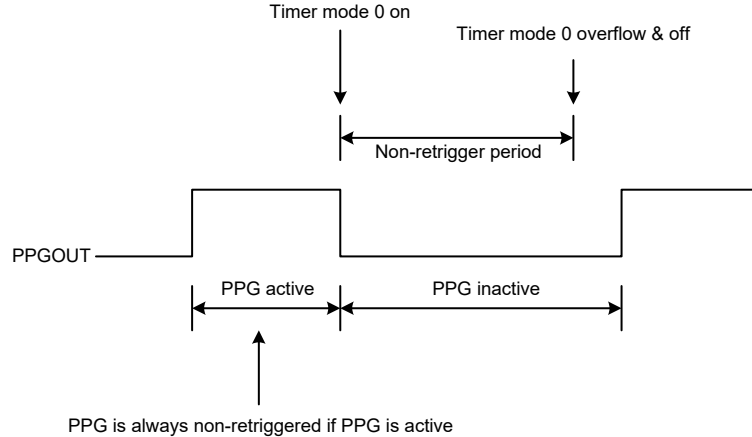 Timer mode 0 on
Timer mode 0 overflow & off
Non-retrigger period
PPGOUT
PPG active
PPG inactive
PPG is always non-retriggered if PPG is active